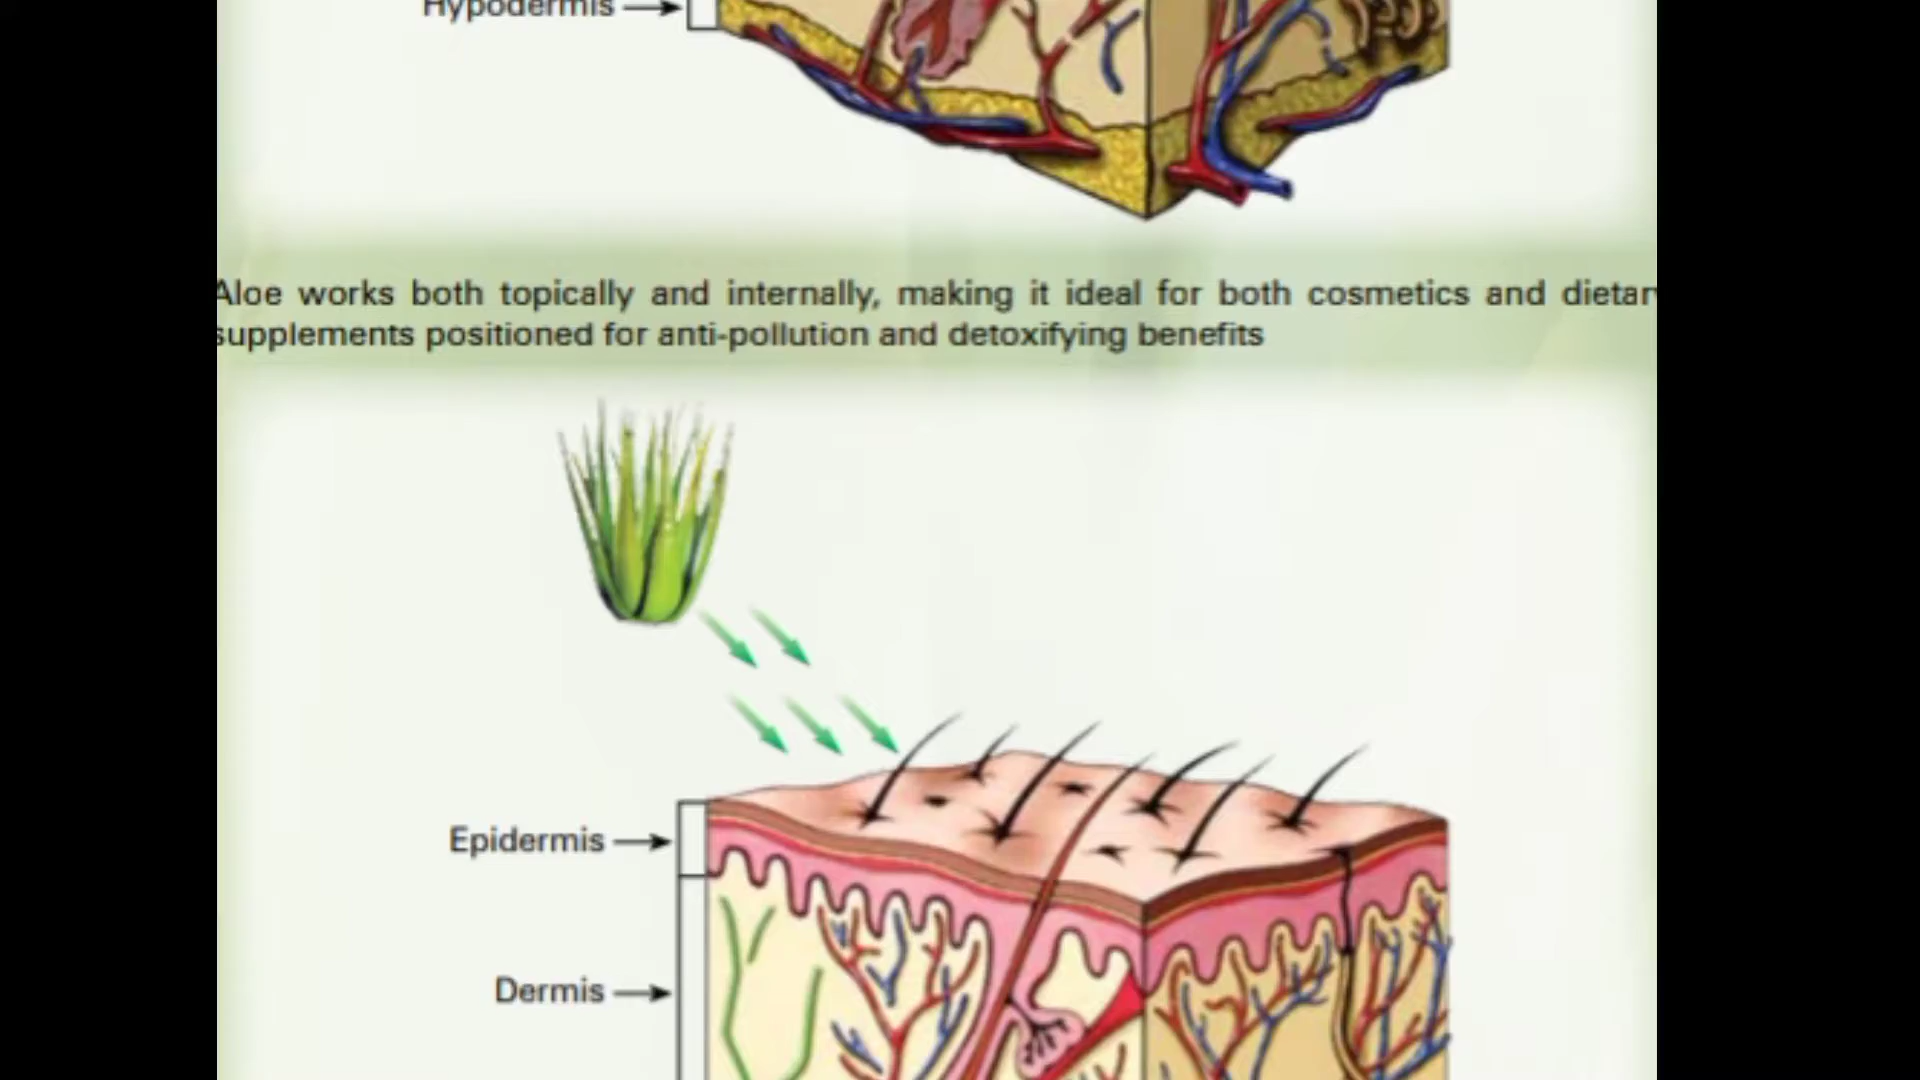 Hypodermis
Aloe works both topically and internally, making it ideal for both cosmetics and dietary
supplements positioned for anti-pollution and detoxifying benefits
Epidermis
Dermis